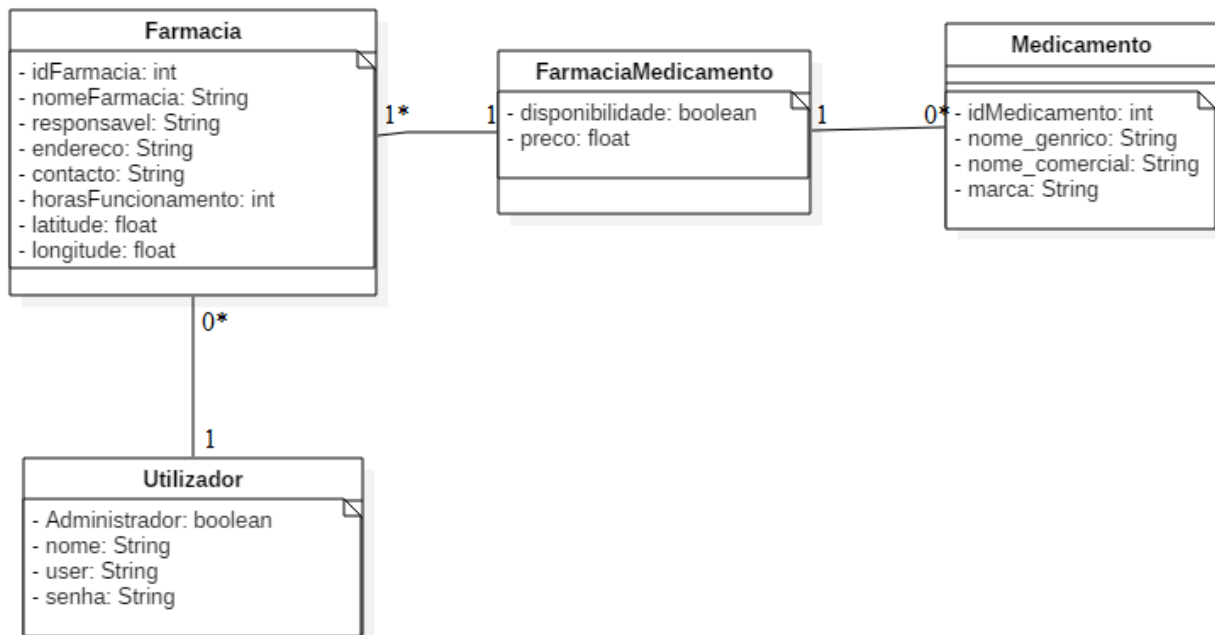 Farmacia
- idFarmacia: int
- nomeFarmacia: String
- responsavel: String
- endereco: String
- contacto: String
- horasFuncionamento: int
- latitude: float
- longitude: float
1*
1
FarmaciaMedicamento
- disponibilidade: boolean
- preco: float
1
0*
Medicamento
- idMedicamento: int
- nome_genrico: String
- nome_comercial: String
- marca: String
0*
1
Utilizador
- Administrador: boolean
- nome: String
- user: String
- senha: String